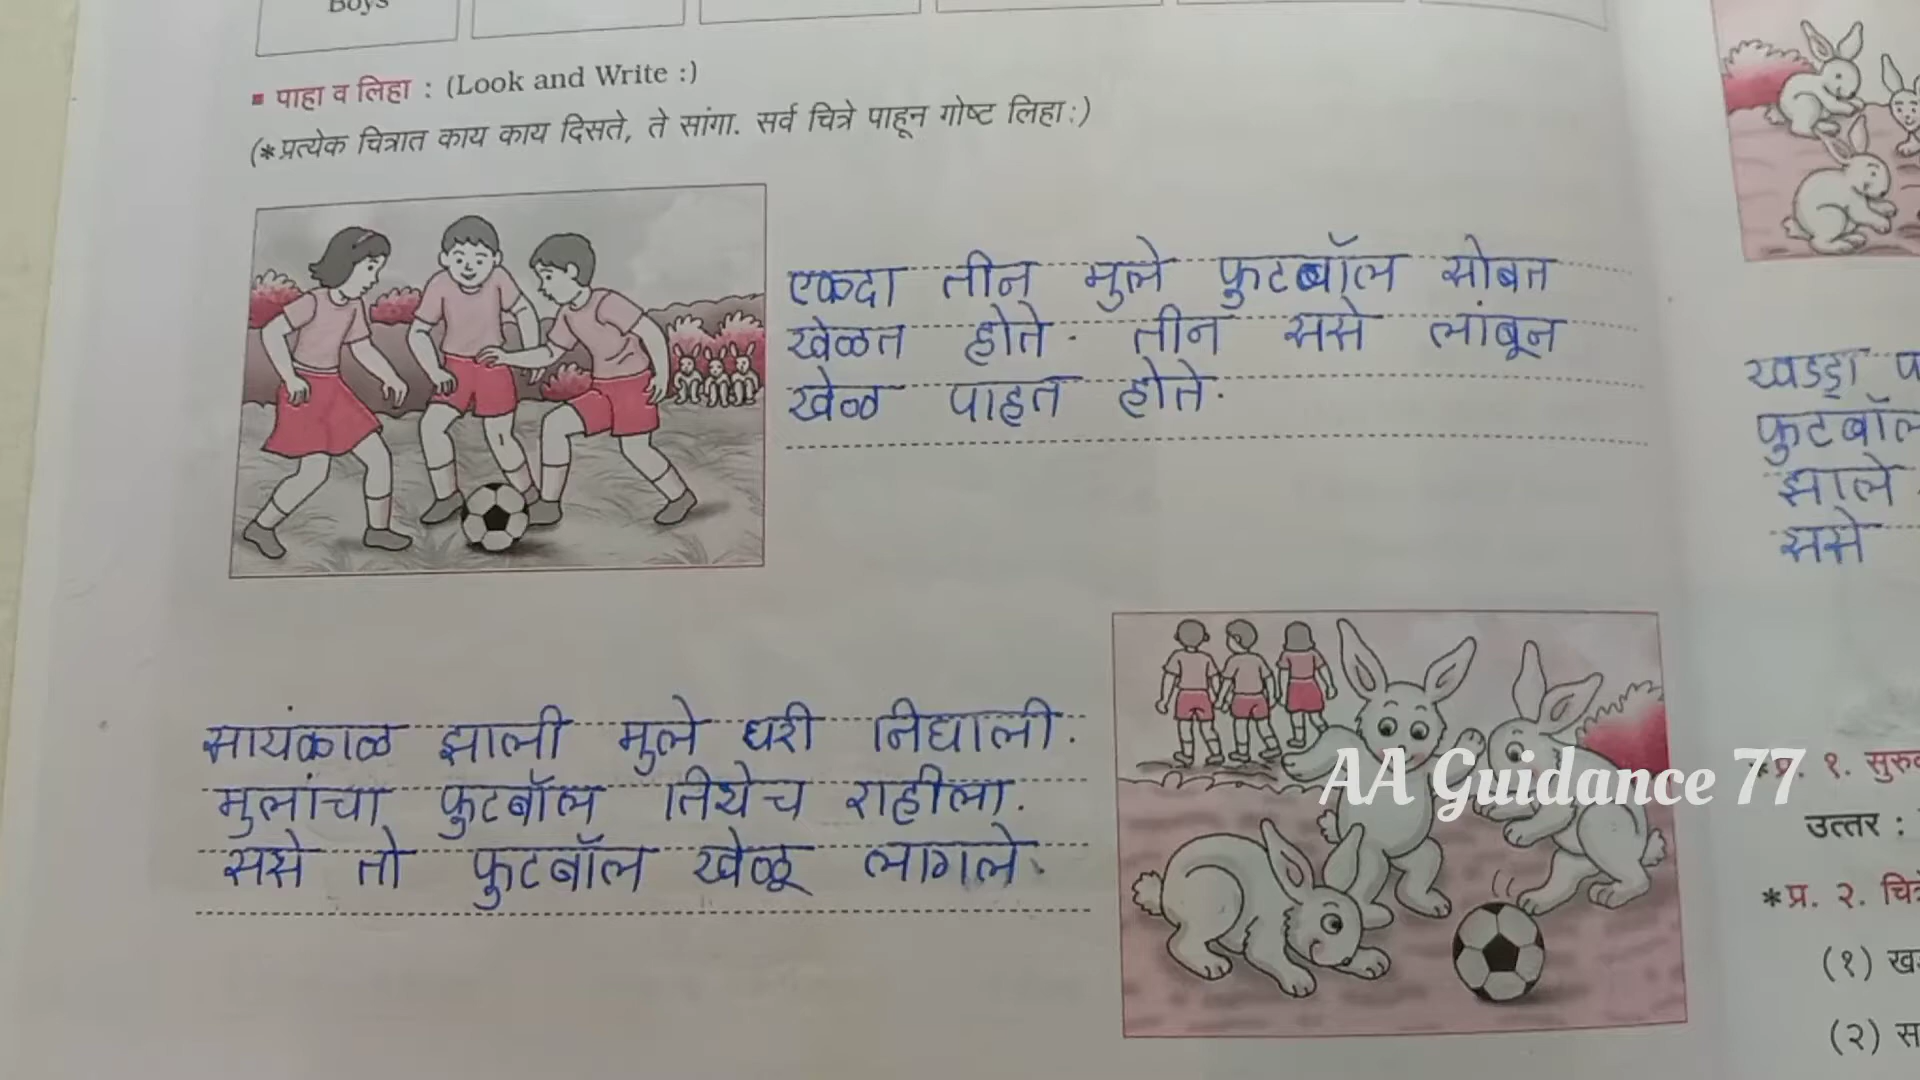 Boys
▪ पाहा व लिहा : (Look and Write :)
(*प्रत्येक चित्रात काय काय दिसते, ते सांगा. सर्व चित्रे पाहून गोष्ट लिहा:)
एकदा तीन मुले फुटबॉल सोबत
खेळत होते. तीन ससे लांबून
खेळ पाहत होते.
सायंकाळ झाली मुले घरी निघाली.
मुलांचा फुटबॉल तिथेच राहीला.
ससे तो फुटबॉल खेळू लागले.
खड्डा
फुटबॉल
झाले
ससे
AA Guidance 77
*प्र. १.
उत्तर :
*प्र. २.
(१)
(२)